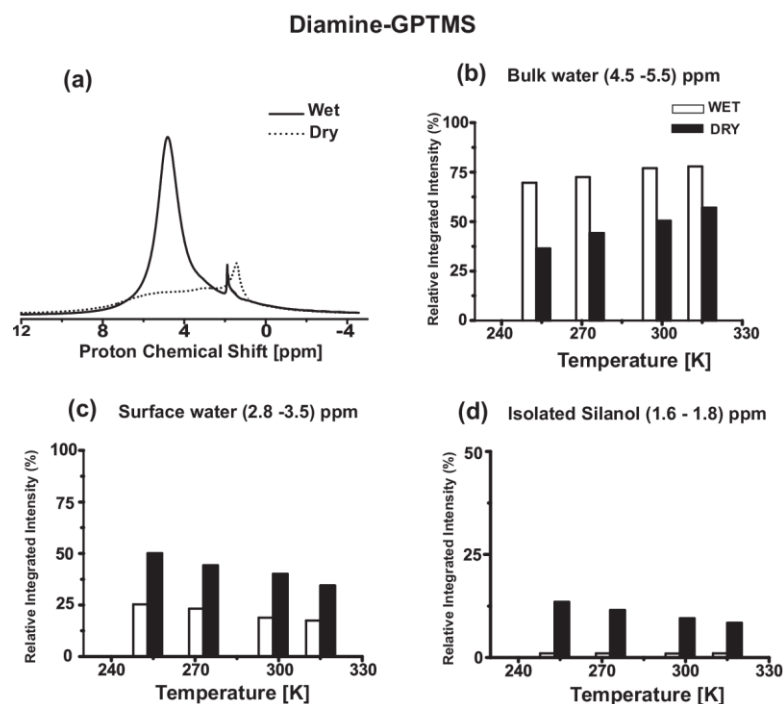 Diamine-GPTMS
(a)
Wet
Dry
12 8 4 0 -4
Proton Chemical Shift [ppm]
(b) Bulk water (4.5 -5.5) ppm
WET
DRY
Relative Integrated Intensity (%)
100
75
50
25
0
240 270 300 330
Temperature [K]
(c) Surface water (2.8 -3.5) ppm
Relative Integrated Intensity (%)
100
75
50
25
0
240 270 300 330
Temperature [K]
(d) Isolated Silanol (1.6 - 1.8) ppm
Relative Integrated Intensity (%)
50
25
0
240 270 300 330
Temperature [K]